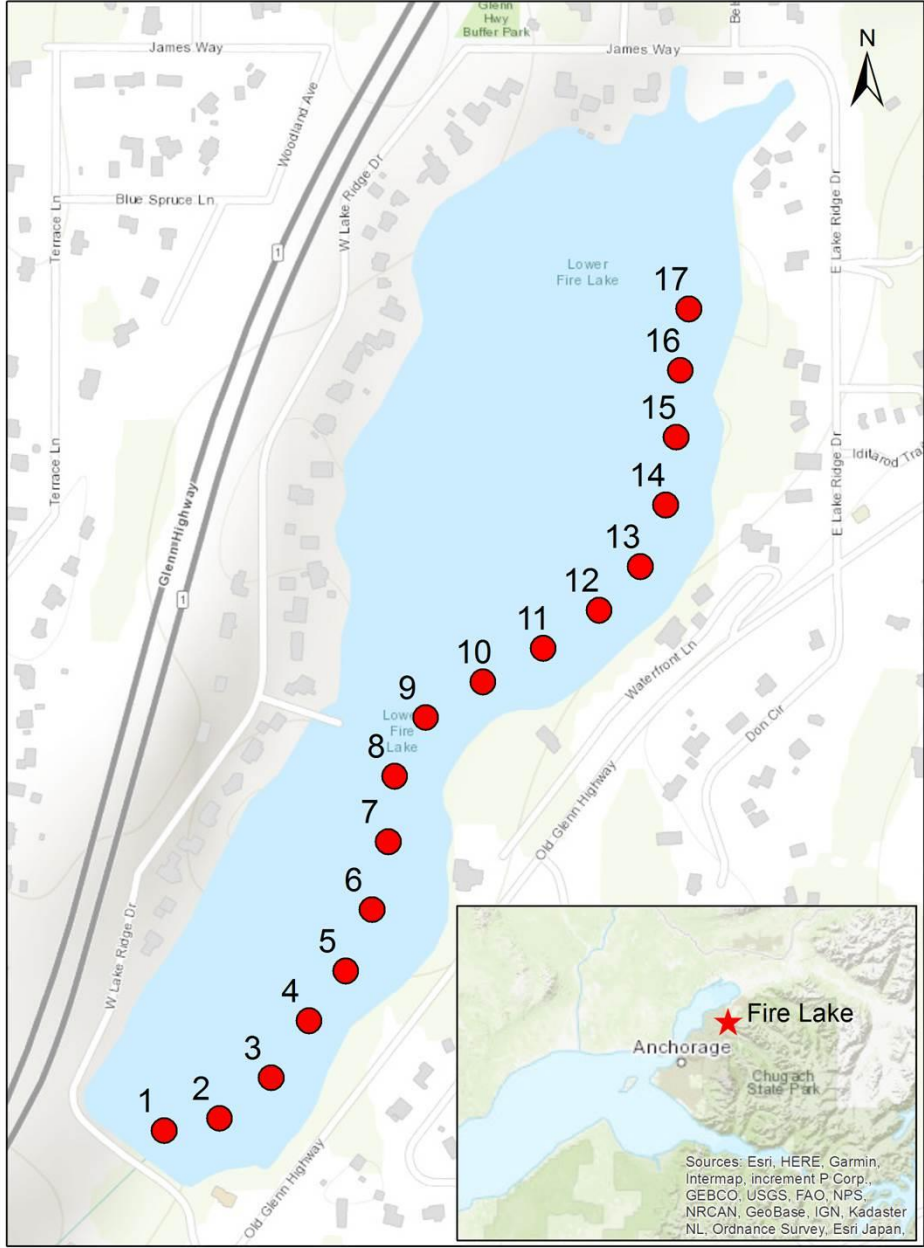 Glenn
Hwy
Buffer Park
James Way
James Way
N
Woodland Ave
W Lake Ridge Dr
Terrace Ln
Blue Spruce Ln
E Lake Ridge Dr
1
Lower
Fire Lake
17
16
15
Terrace Ln
E Lake Ridge Dr
14
Glenn Highway
13
1
12
11
Waterfront Ln
10
9
Don Cir
Fire
Lake
8
Old Glenn Highway
7
6
5
W Lake Ridge Dr
4
3
2
1
Old Glenn Highway
Fire Lake
Anchorage
Chugach
State Park
Sources: Esri, HERE, Garmin,
Intermap, increment P Corp.,
GEBCO, USGS, FAO, NPS,
NRCAN, GeoBase, IGN, Kadaster
NL, Ordnance Survey, Esri Japan,